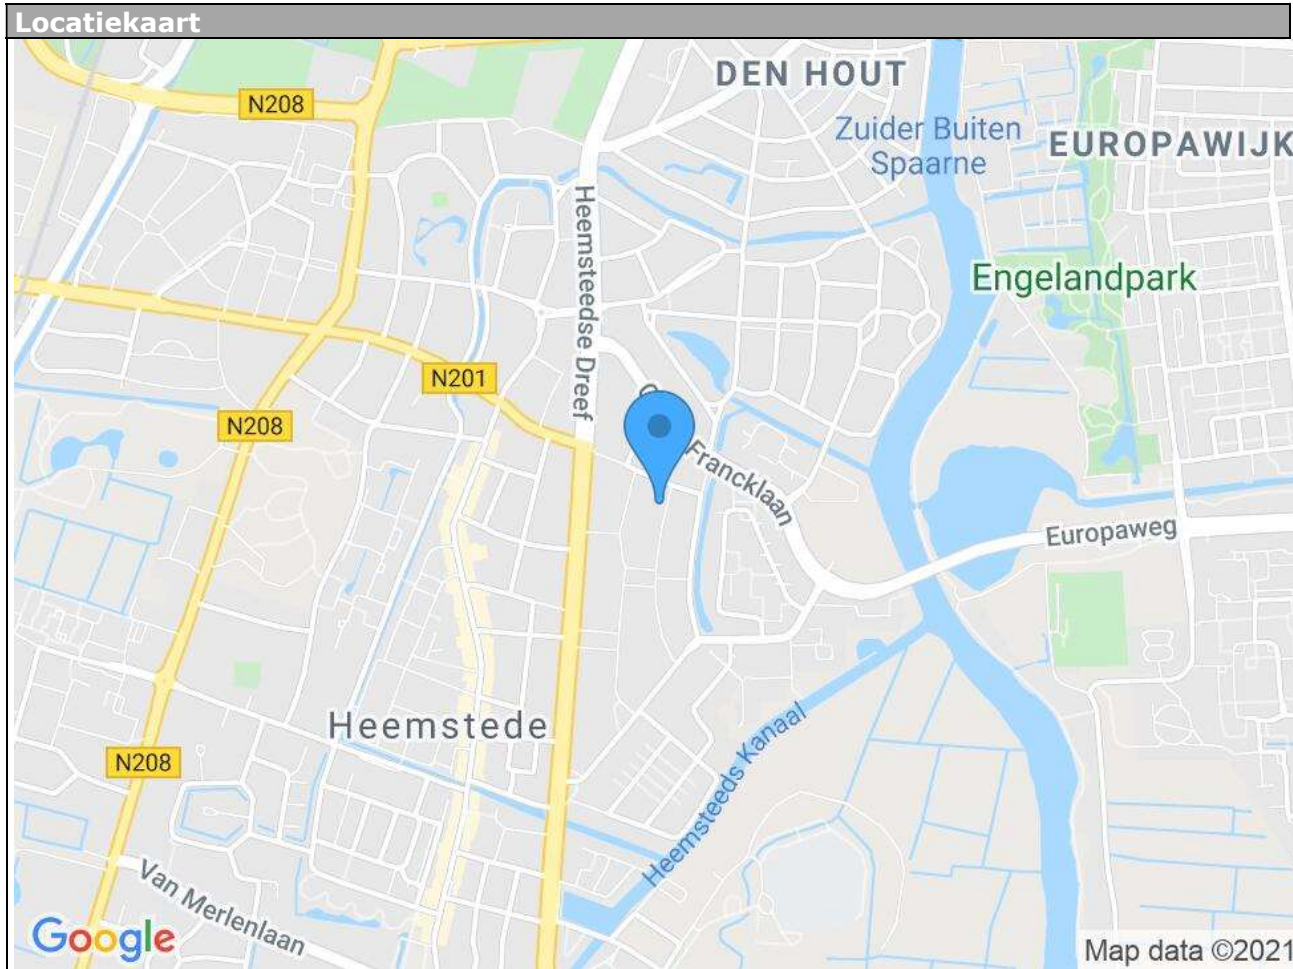 Locatiekaart
DEN HOUT
N208
Zuider Buiten
Spaarne
EUROPAWIJK
Heemsteedse Dreef
Engelandpark
N201
N208
Francklaan
Europaweg
Heemstede
N208
Heemsteeds Kanaal
Van Merlenlaan
Google
Map data ©2021